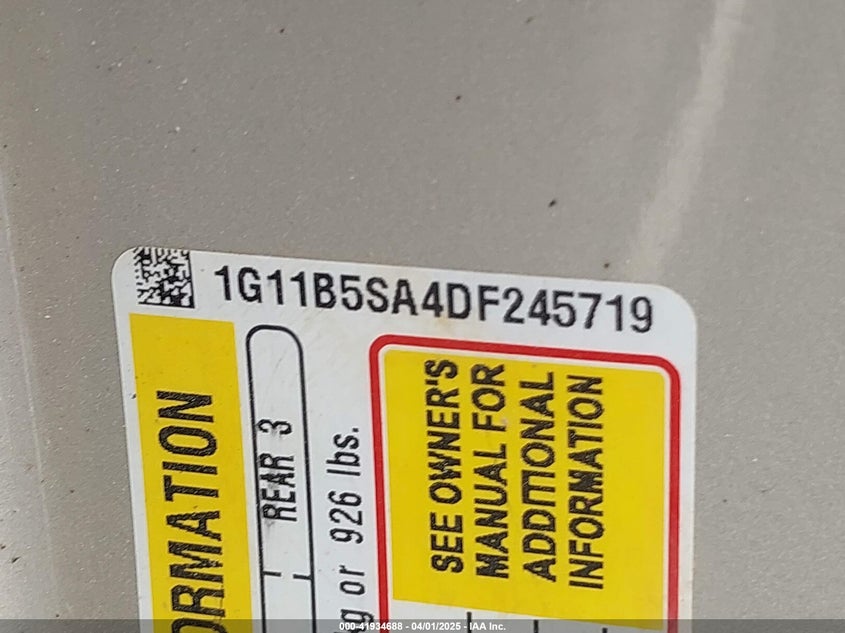 1G11B5SA4DF245719
REAR 3
or 926 lbs.
SEE OWNER'S
MANUAL FOR
ADDITIONAL
INFORMATION
000-41934688 - 04/01/2025 - IAA Inc.